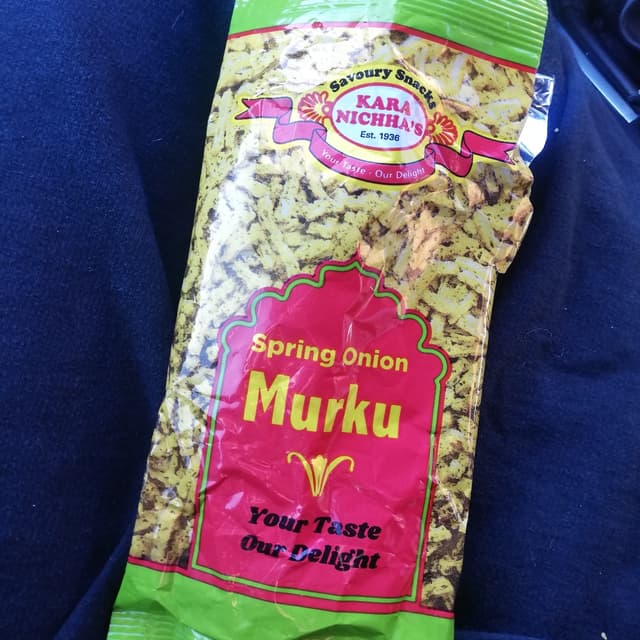 Savoury Snacks
KARA
NICHHA'S
Est. 1936
Your Taste - Our Delight
Spring Onion
Murku
Your Taste
Our Delight